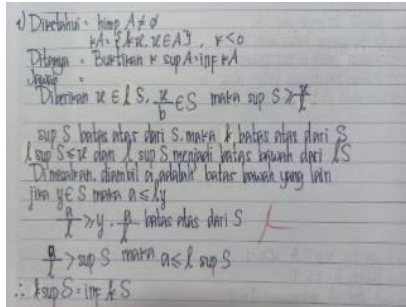 1) Diketahui = himp A ≠ ∅
kA = {kx, x ∈ A}, k < 0
Ditanya = Buktikan k sup A = inf kA
Jawab =
Diberikan x ∈ l S, x/b ∈ S maka sup S ≥ x/l
sup S batas atas dari S, maka k batas atas dari S
l sup S ≤ x dan l sup S menjadi batas bawah dari lS
Dimisalkan, diambil a adalah batas bawah yang lain
jika y ∈ S maka a ≤ ly
a/l ≥ y . a/l batas atas dari S
a/l > sup S maka a ≤ l sup S
∴ k sup S = inf k S